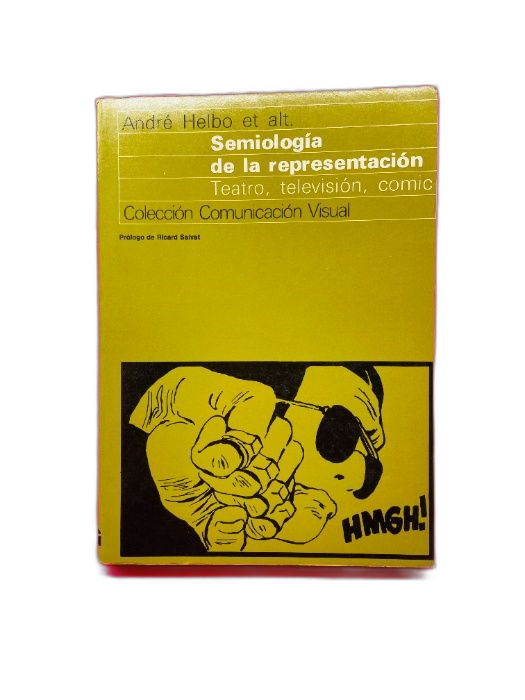 André Helbo et alt.
Semiología
de la representación
Teatro, televisión, comic
Colección Comunicación Visual
Prólogo de Ricard Salvat
HMGH!